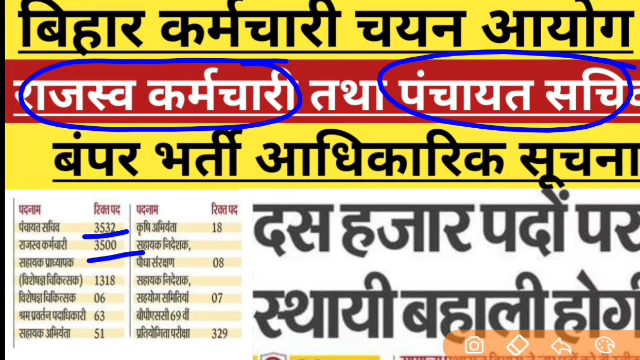 बिहार कर्मचारी चयन आयोग
राजस्व कर्मचारी तथा पंचायत
बंपर भर्ती आधिकारिक सूचना
पदनाम रिक्त पद पदनाम रिक्त पद
पंचायत सचिव 3532 कृषि अभियंता 18
राजस्व कर्मचारी 3500 सहायक निदेशक,
सहायक प्राध्यापक पौधा संरक्षण 08
(विशेषज्ञ चिकित्सक) 1318 सहायक निदेशक,
विशेषज्ञ चिकित्सक 06 सहयोग समितियां 07
श्रम प्रवर्तन पदाधिकारी 63 बीपीएससी 69 वीं
सहायक अभियंता 51 प्रतियोगिता परीक्षा 329
दस हजार पदों पर
स्थायी बहाली होगी